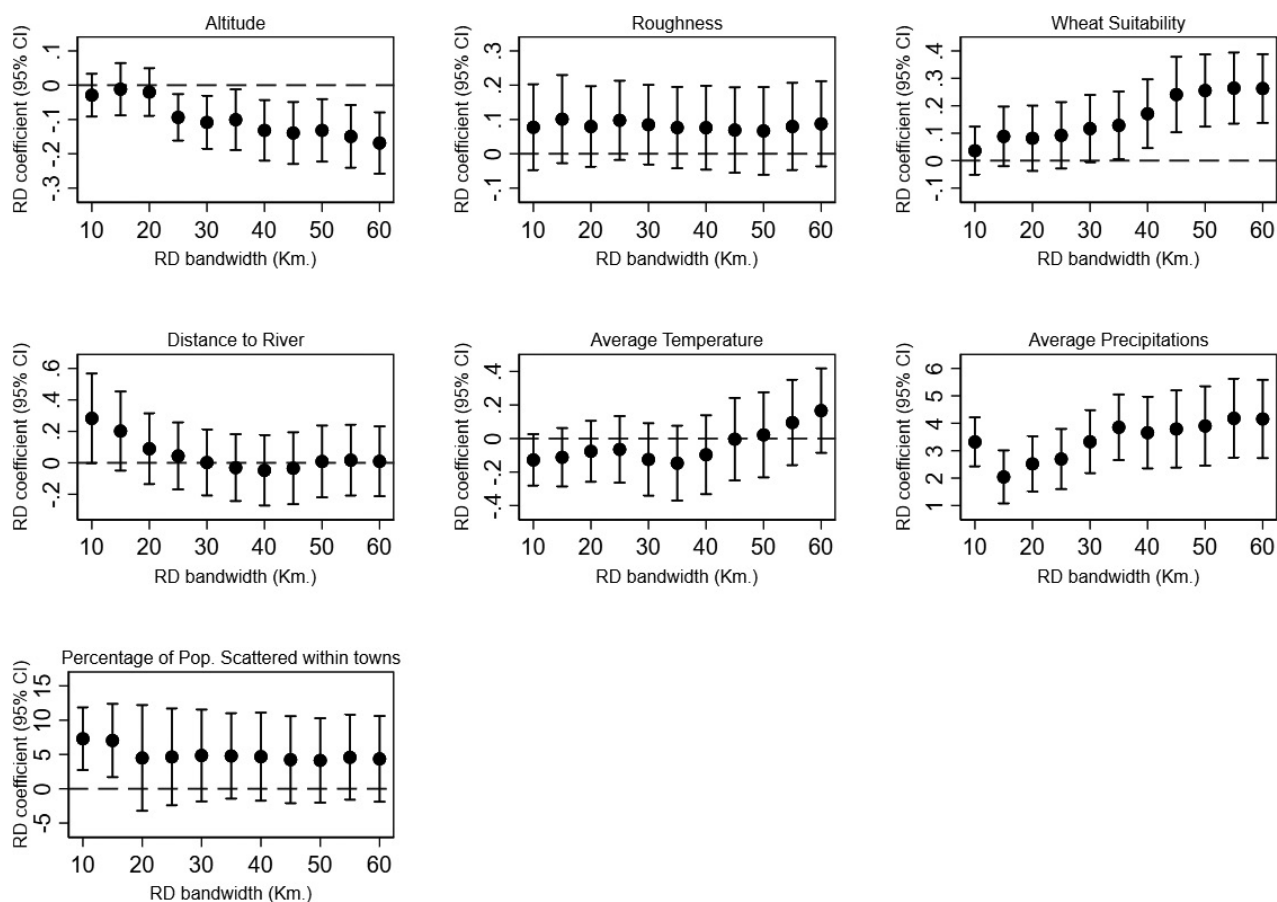 Altitude
RD coefficient (95% CI)
.1
0
-.1
-.2
-.3
10 20 30 40 50 60
RD bandwidth (Km.)
Roughness
RD coefficient (95% CI)
.3
.2
.1
0
-.1
10 20 30 40 50 60
RD bandwidth (Km.)
Wheat Suitability
RD coefficient (95% CI)
.4
.3
.2
.1
0
-.1
10 20 30 40 50 60
RD bandwidth (Km.)
Distance to River
RD coefficient (95% CI)
.6
.4
.2
0
-.2
10 20 30 40 50 60
RD bandwidth (Km.)
Average Temperature
RD coefficient (95% CI)
.4
.2
0
-.2
-.4
10 20 30 40 50 60
RD bandwidth (Km.)
Average Precipitations
RD coefficient (95% CI)
6
5
4
3
2
1
10 20 30 40 50 60
RD bandwidth (Km.)
Percentage of Pop. Scattered within towns
RD coefficient (95% CI)
15
10
5
0
-5
10 20 30 40 50 60
RD bandwidth (Km.)